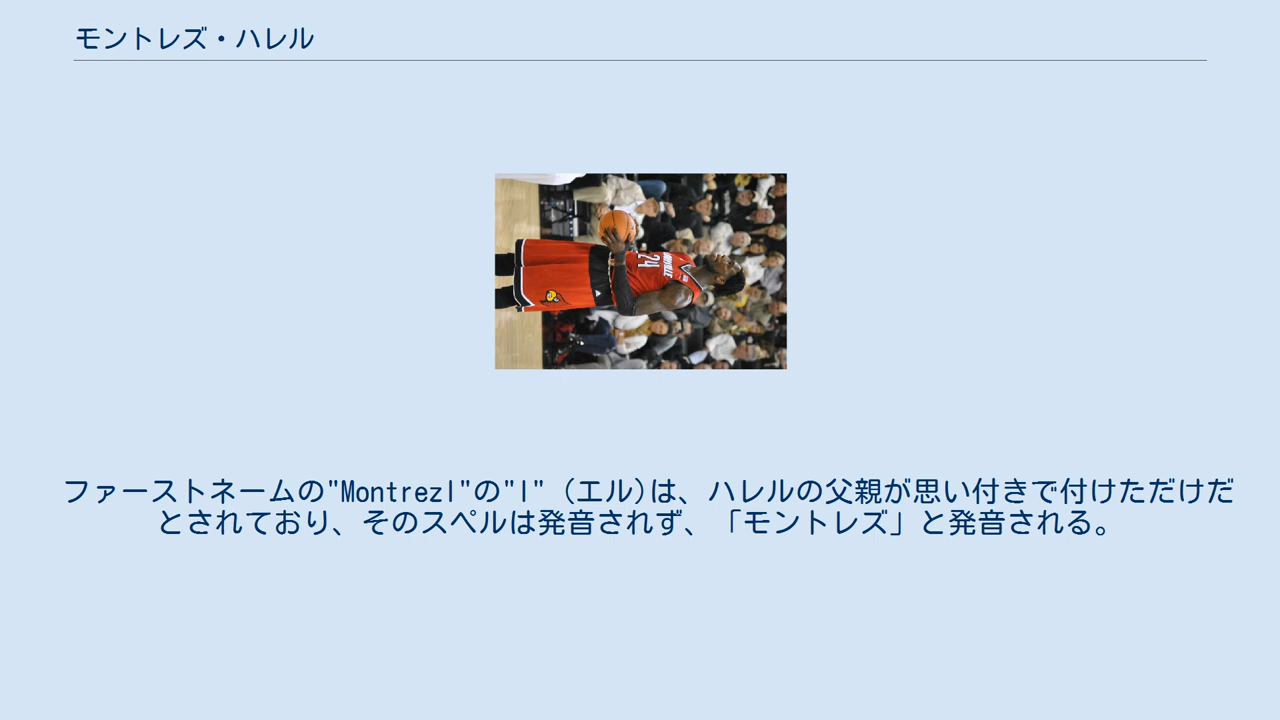 モントレズ・ハレル
24
ファーストネームの"Montrezl"の"l" (エル)は、ハレルの父親が思い付きで付けただけだ
とされており、そのスペルは発音されず、「モントレズ」と発音される。